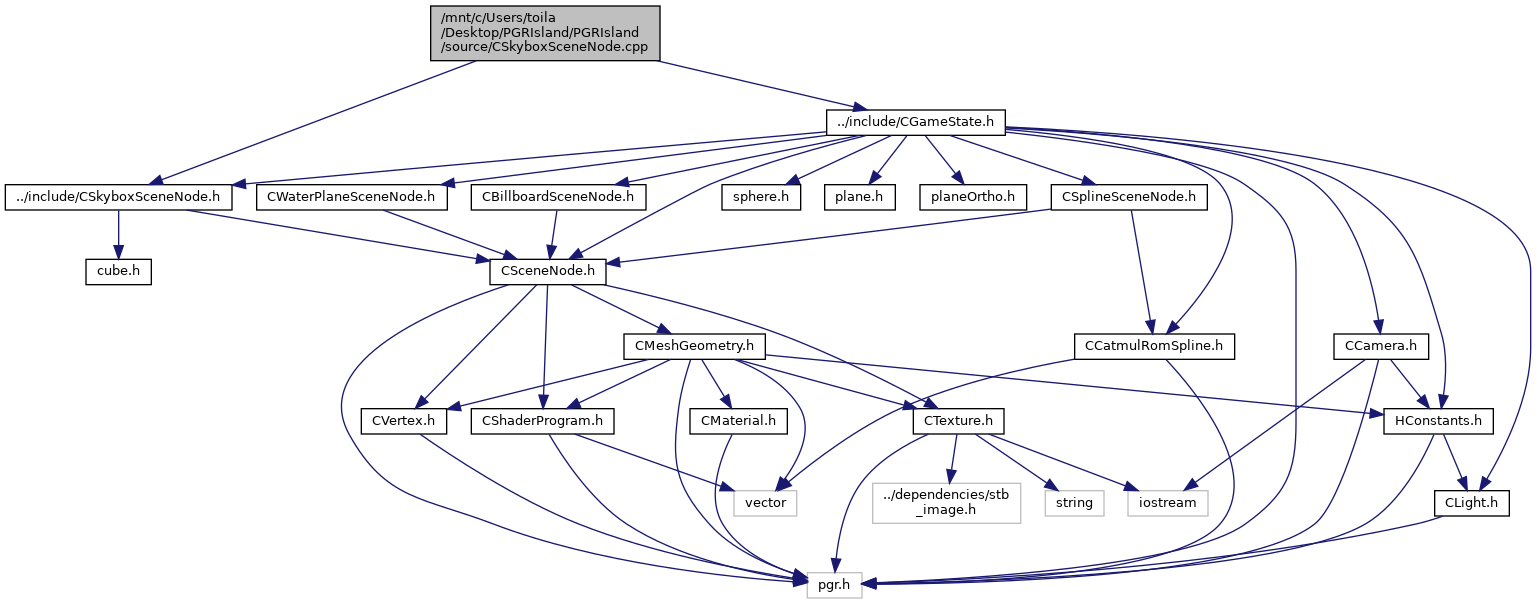 /mnt/c/Users/toila
/Desktop/PGRIsland/PGRIsland
/source/CSkyboxSceneNode.cpp
../include/CGameState.h
../include/CSkyboxSceneNode.h
CWaterPlaneSceneNode.h
CBillboardSceneNode.h
sphere.h
plane.h
planeOrtho.h
CSplineSceneNode.h
cube.h
CSceneNode.h
CMeshGeometry.h
CCatmulRomSpline.h
CCamera.h
CVertex.h
CShaderProgram.h
CMaterial.h
CTexture.h
HConstants.h
vector
../dependencies/stb
_image.h
string
iostream
CLight.h
pgr.h